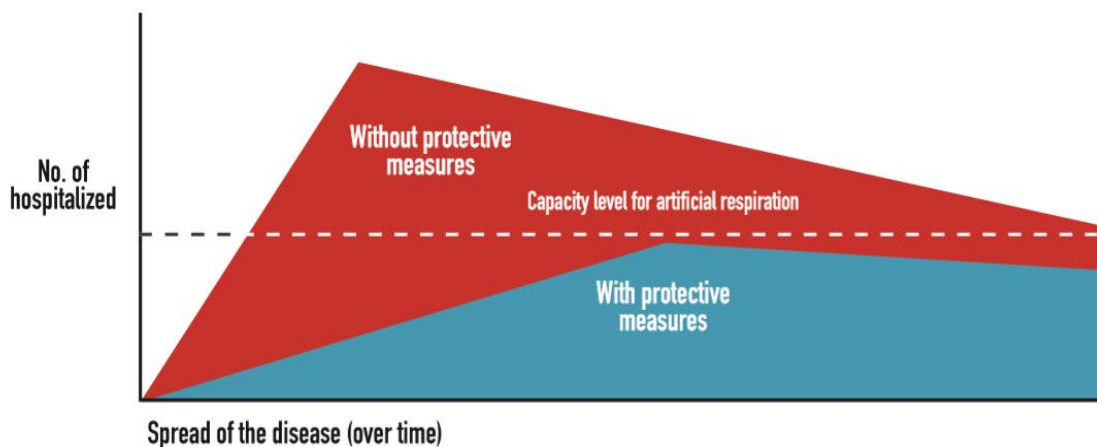 Without protective
measures
No. of
hospitalized
Capacity level for artificial respiration
With protective
measures
Spread of the disease (over time)